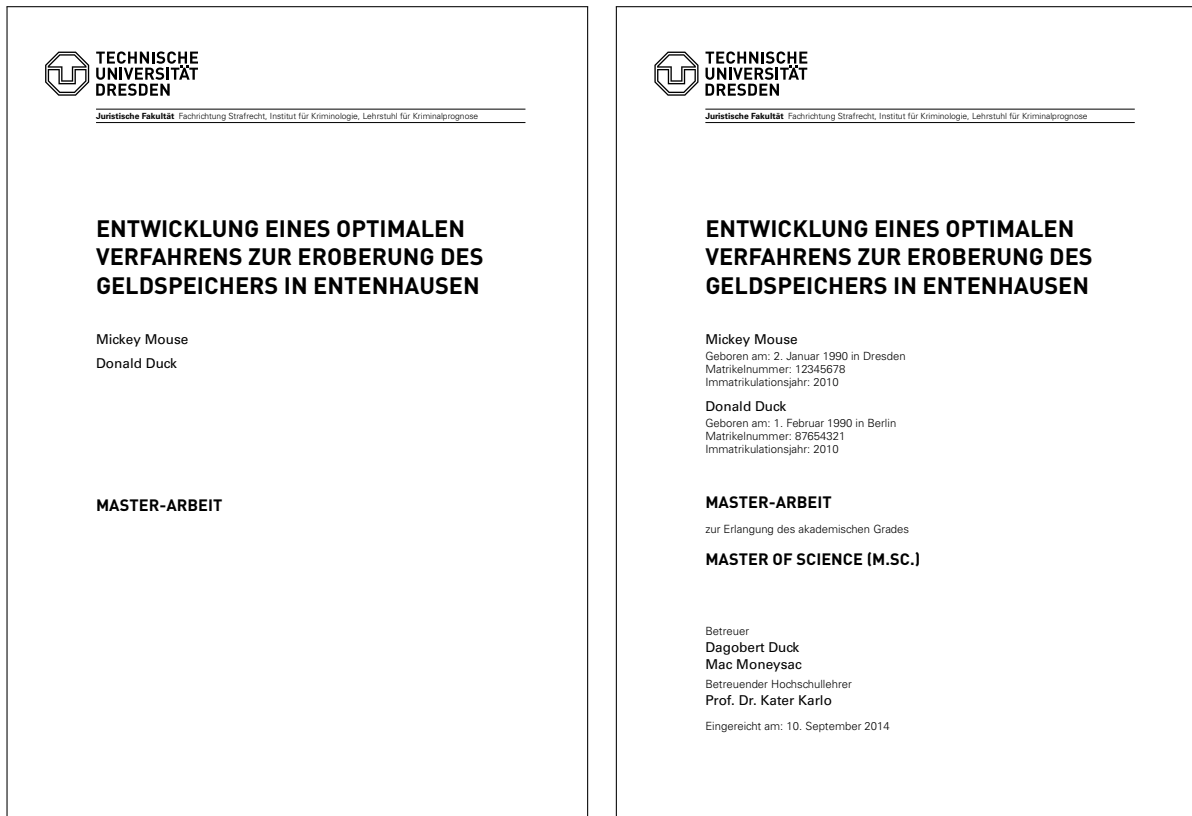 TECHNISCHE
UNIVERSITÄT
DRESDEN
Juristische Fakultät Fachrichtung Strafrecht, Institut für Kriminologie, Lehrstuhl für Kriminalprognose
ENTWICKLUNG EINES OPTIMALEN
VERFAHRENS ZUR EROBERUNG DES
GELDSPEICHERS IN ENTENHAUSEN
Mickey Mouse
Donald Duck
MASTER-ARBEIT
TECHNISCHE
UNIVERSITÄT
DRESDEN
Juristische Fakultät Fachrichtung Strafrecht, Institut für Kriminologie, Lehrstuhl für Kriminalprognose
ENTWICKLUNG EINES OPTIMALEN
VERFAHRENS ZUR EROBERUNG DES
GELDSPEICHERS IN ENTENHAUSEN
Mickey Mouse
Geboren am: 2. Januar 1990 in Dresden
Matrikelnummer: 12345678
Immatrikulationsjahr: 2010
Donald Duck
Geboren am: 1. Februar 1990 in Berlin
Matrikelnummer: 87654321
Immatrikulationsjahr: 2010
MASTER-ARBEIT
zur Erlangung des akademischen Grades
MASTER OF SCIENCE (M.SC.)
Betreuer
Dagobert Duck
Mac Moneysac
Betreuender Hochschullehrer
Prof. Dr. Kater Karlo
Eingereicht am: 10. September 2014